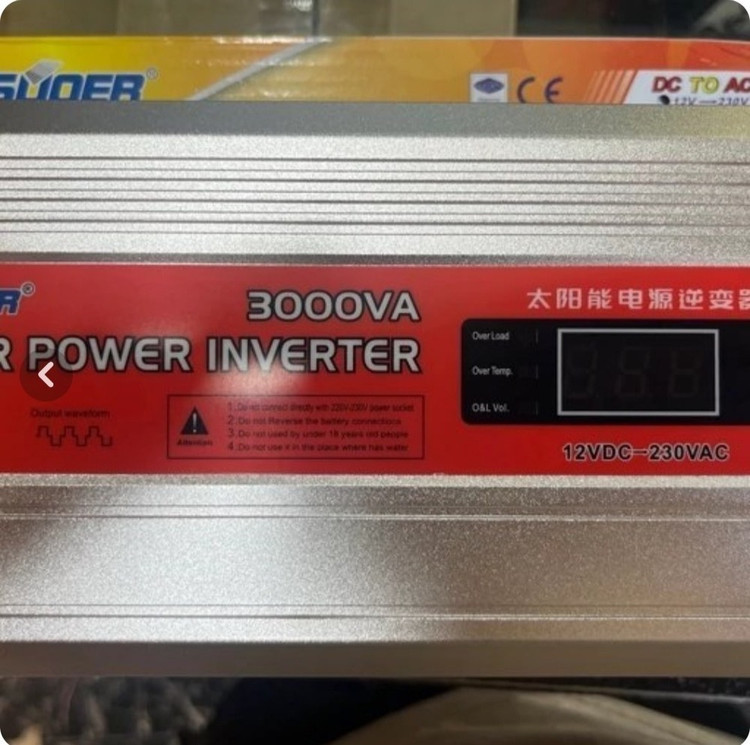 SUOER®
CE
DC TO AC
12V—230V
R®
3000VA
R POWER INVERTER
Output waveform
Attention
1.Do not connect directly with 220V-230V power socket
2.Do not Reverse the battery connections
3.Do not used by under 18 years old people
4.Do not use it in the place where has water
太阳能电源逆变器
Over Load
Over Temp.
O&L Vol.
12VDC—230VAC